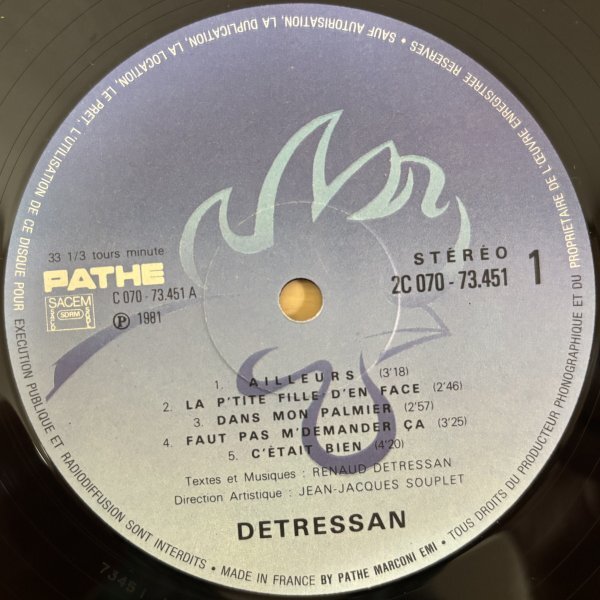 TOUS DROITS DU PRODUCTEUR PHONOGRAPHIQUE ET DU PROPRIETAIRE DE L'ŒUVRE ENREGISTREE RESERVES • SAUF AUTORISATION, LA DUPLICATION, LA LOCATION, LE PRET, L'UTILISATION DE CE DISQUE POUR EXECUTION PUBLIQUE ET RADIODIFFUSION SONT INTERDITS • MADE IN FRANCE BY PATHE MARCONI EMI •
33 1/3 tours minute
PATHE
SACEM
SDRM
C 070 - 73.451 A
Ⓟ 1981
STÉRÉO
2C 070 - 73.451
1
1. AILLEURS (3'18)
2. LA P'TITE FILLE D'EN FACE (2'46)
3. DANS MON PALMIER (2'57)
4. FAUT PAS M'DEMANDER ÇA (3'25)
5. C'ÉTAIT BIEN (4'20)
Textes et Musiques : RENAUD DETRESSAN
Direction Artistique : JEAN-JACQUES SOUPLET
DETRESSAN